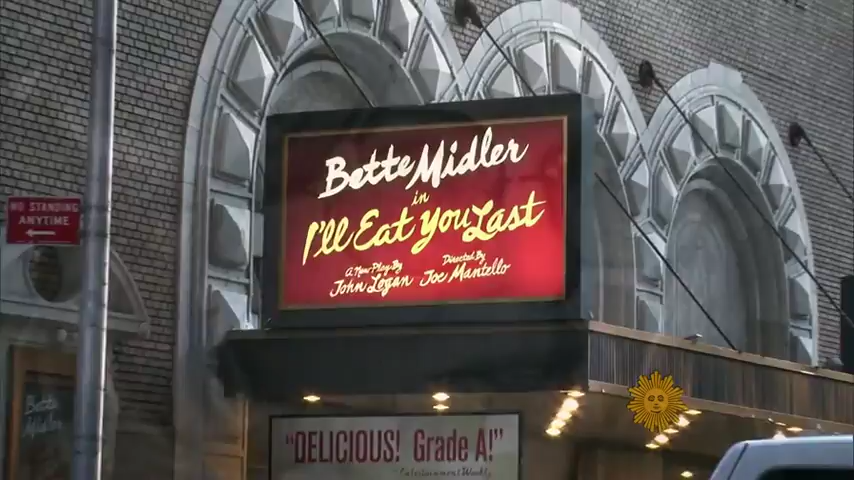 Bette Midler
in
I'll Eat You Last
A New Play By
John Logan
Directed By
Joe Mantello
NO STANDING
ANYTIME
Bette
Midler
"DELICIOUS! Grade A!"
- Entertainment Weekly